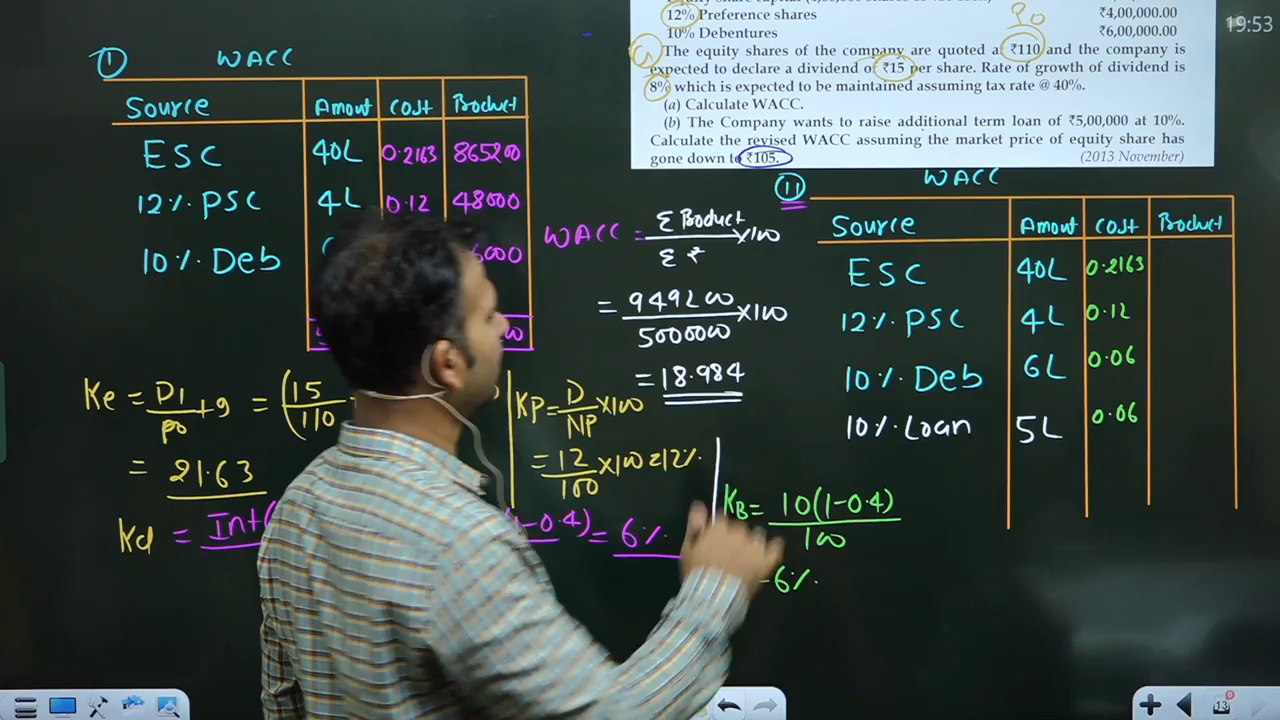 19:53
12% Preference shares ₹4,00,000.00
10% Debentures ₹6,00,000.00
P0
The equity shares of the company are quoted at ₹110 and the company is
expected to declare a dividend of ₹15 per share. Rate of growth of dividend is
8% which is expected to be maintained assuming tax rate @ 40%.
(a) Calculate WACC.
(b) The Company wants to raise additional term loan of ₹5,00,000 at 10%.
Calculate the revised WACC assuming the market price of equity share has
gone down to ₹105. (2013 November)
① WACC
Source Amount Cost Product
ESC 40L 0.2163 865200
12% PSC 4L 0.12 48000
10% Deb 6000
Ke = D1/P0 + g = (15/110
= 21.63
Kd = Int( 1-0.4) = 6%
WACC = Σ Product/Σ ₹ ×100
= 949200/5000000 ×100
= 18.984
KP = D/NP ×100
= 12/100 ×100 = 12%
KB = 10(1-0.4)/100
= 6%
⑪ WACC
Source Amount Cost Product
ESC 40L 0.2163
12% PSC 4L 0.12
10% Deb 6L 0.06
10% Loan 5L 0.06
13